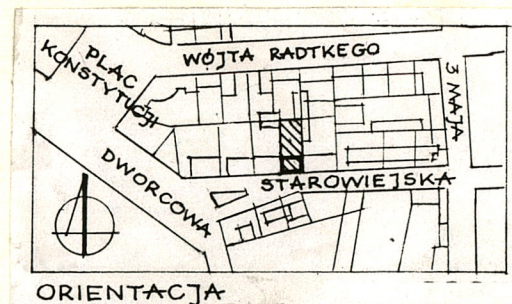 PLAC
KONSTYTUCJI
WÓJTA RADTKEGO
3 MAJA
DWORCOWA
STAROWIEJSKA
ORIENTACJA